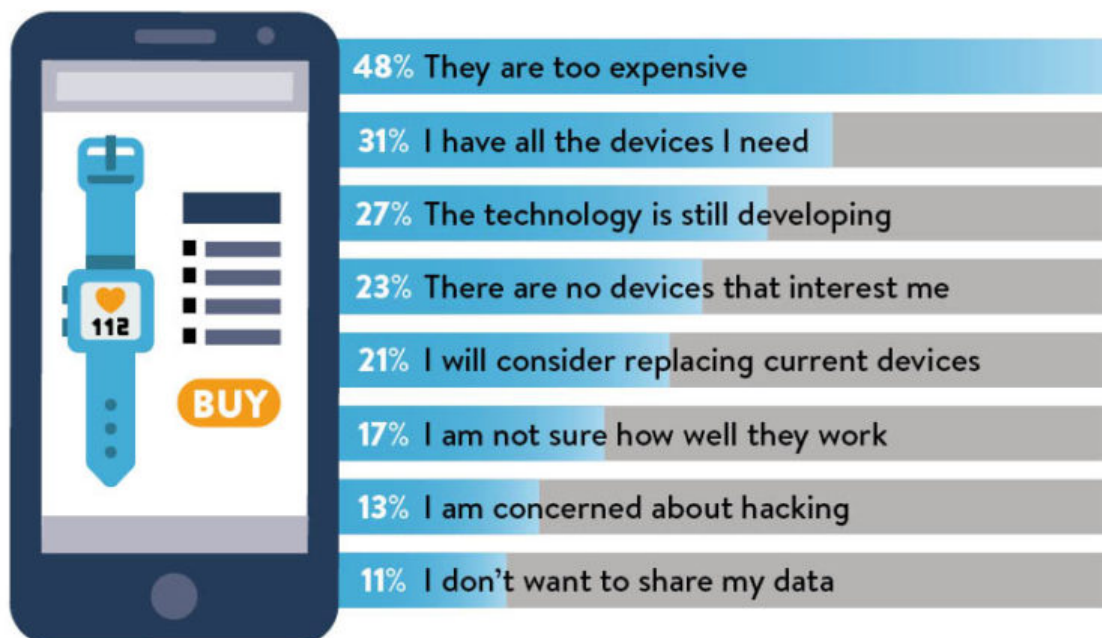 112
BUY
48% They are too expensive
31% I have all the devices I need
27% The technology is still developing
23% There are no devices that interest me
21% I will consider replacing current devices
17% I am not sure how well they work
13% I am concerned about hacking
11% I don't want to share my data